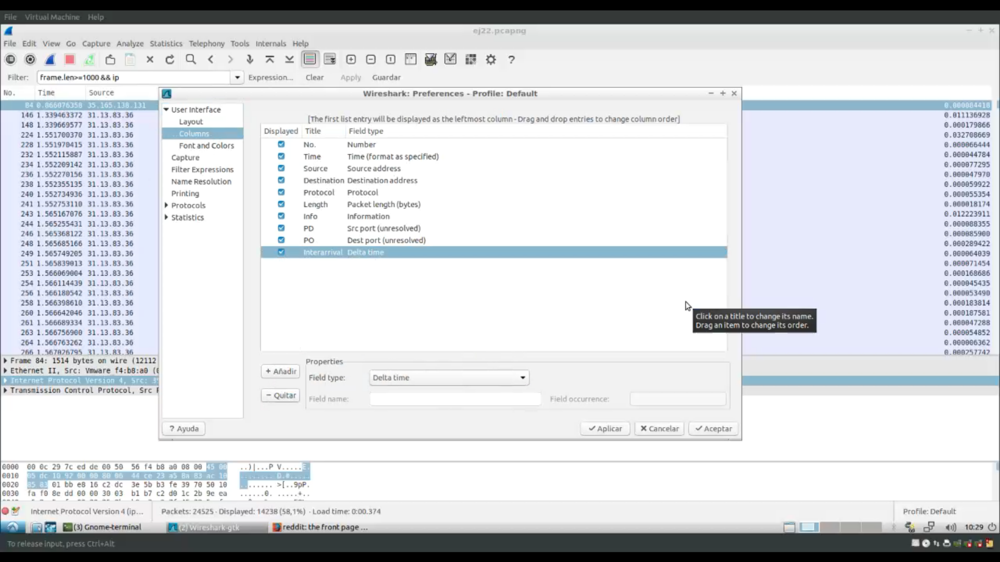 File Virtual Machine Help
ej22.pcapng
File Edit View Go Capture Analyze Statistics Telephony Tools Internals Help
Filter: frame.len>=1000 && ip Expression... Clear Apply Guardar
No. Time Source
Wireshark: Preferences - Profile: Default
84 0.866076358 35.165.138.131 0.000084418
146 1.339463372 31.13.83.36 0.011136928
148 1.339669577 31.13.83.36 0.000179866
224 1.551700370 31.13.83.36 0.032708669
228 1.551970415 31.13.83.36 0.000066444
232 1.552115887 31.13.83.36 0.000044784
234 1.552209142 31.13.83.36 0.000077295
236 1.552270156 31.13.83.36 0.000047970
238 1.552355135 31.13.83.36 0.000059922
240 1.552734936 31.13.83.36 0.000055354
241 1.552753110 31.13.83.36 0.000018174
243 1.565167076 31.13.83.36 0.012223911
244 1.565255431 31.13.83.36 0.000088355
246 1.565368122 31.13.83.36 0.000085900
248 1.565685166 31.13.83.36 0.000289422
249 1.565749205 31.13.83.36 0.000064039
251 1.565839013 31.13.83.36 0.000071454
253 1.566069004 31.13.83.36 0.000168686
254 1.566114439 31.13.83.36 0.000045435
256 1.566180542 31.13.83.36 0.000053490
258 1.566398610 31.13.83.36 0.000183814
260 1.566642046 31.13.83.36 0.000187581
261 1.566689334 31.13.83.36 0.000047288
263 1.566756900 31.13.83.36 0.000054852
264 1.566763262 31.13.83.36 0.000006362
266 1.567026795 31.13.83.36 0.000257742
User Interface
Layout
Columns
Font and Colors
Capture
Filter Expressions
Name Resolution
Printing
Protocols
Statistics
[The first list entry will be displayed as the leftmost column - Drag and drop entries to change column order]
Displayed Title Field type
No. Number
Time Time (format as specified)
Source Source address
Destination Destination address
Protocol Protocol
Length Packet length (bytes)
Info Information
PD Src port (unresolved)
PO Dest port (unresolved)
Interarrival Delta time
Click on a title to change its name.
Drag an item to change its order.
Properties
+ Añadir Field type: Delta time
− Quitar Field name: Field occurrence:
? Ayuda Aplicar Cancelar Aceptar
Frame 84: 1514 bytes on wire (12112
Ethernet II, Src: Vmware_f4:b8:a0 (
Internet Protocol Version 4, Src: 3
Transmission Control Protocol, Src
0000 00 0c 29 7c ed de 00 50 56 f4 b8 a0 08 00 45 00 ..)|...P V.....E.
0010 05 dc 1d 92 00 00 80 06 44 ce 23 a5 8a 83 ac 10 ........ D.#.....
0020 85 83 01 bb e8 16 c2 dc 3e 5b b3 fe 39 70 50 10 ........ >[..9pP.
0030 fa f0 8e dd 00 00 30 03 b1 b7 c2 d0 1c 2b 9e ea ......0. .....+..
Internet Protocol Version 4 (ip... Packets: 24525 · Displayed: 14238 (58,1%) · Load time: 0:00.374 Profile: Default
(3) Gnome-terminal (2) Wireshark-gtk reddit: the front page ... 10:29
To release input, press Ctrl+Alt